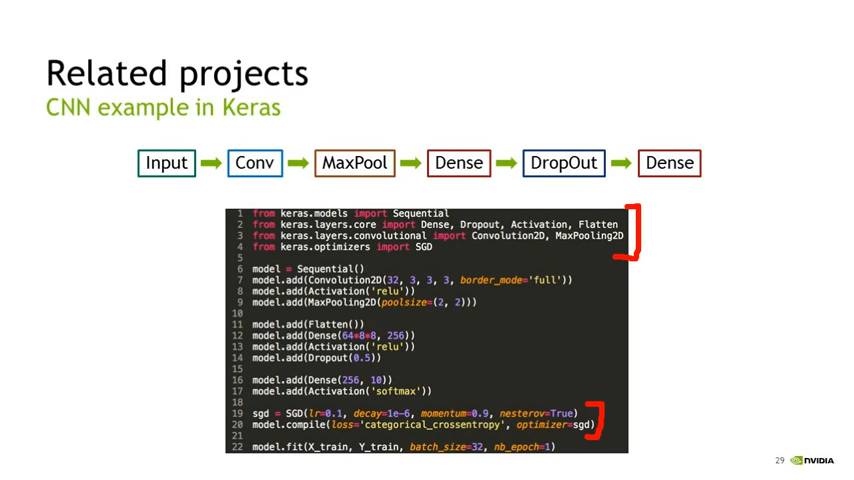 Related projects
CNN example in Keras
Input Conv MaxPool Dense DropOut Dense
1 from keras.models import Sequential
2 from keras.layers.core import Dense, Dropout, Activation, Flatten
3 from keras.layers.convolutional import Convolution2D, MaxPooling2D
4 from keras.optimizers import SGD
5
6 model = Sequential()
7 model.add(Convolution2D(32, 3, 3, 3, border_mode='full'))
8 model.add(Activation('relu'))
9 model.add(MaxPooling2D(poolsize=(2, 2)))
10
11 model.add(Flatten())
12 model.add(Dense(64*8*8, 256))
13 model.add(Activation('relu'))
14 model.add(Dropout(0.5))
15
16 model.add(Dense(256, 10))
17 model.add(Activation('softmax'))
18
19 sgd = SGD(lr=0.1, decay=1e-6, momentum=0.9, nesterov=True)
20 model.compile(loss='categorical_crossentropy', optimizer=sgd)
21
22 model.fit(X_train, Y_train, batch_size=32, nb_epoch=1)
29 NVIDIA